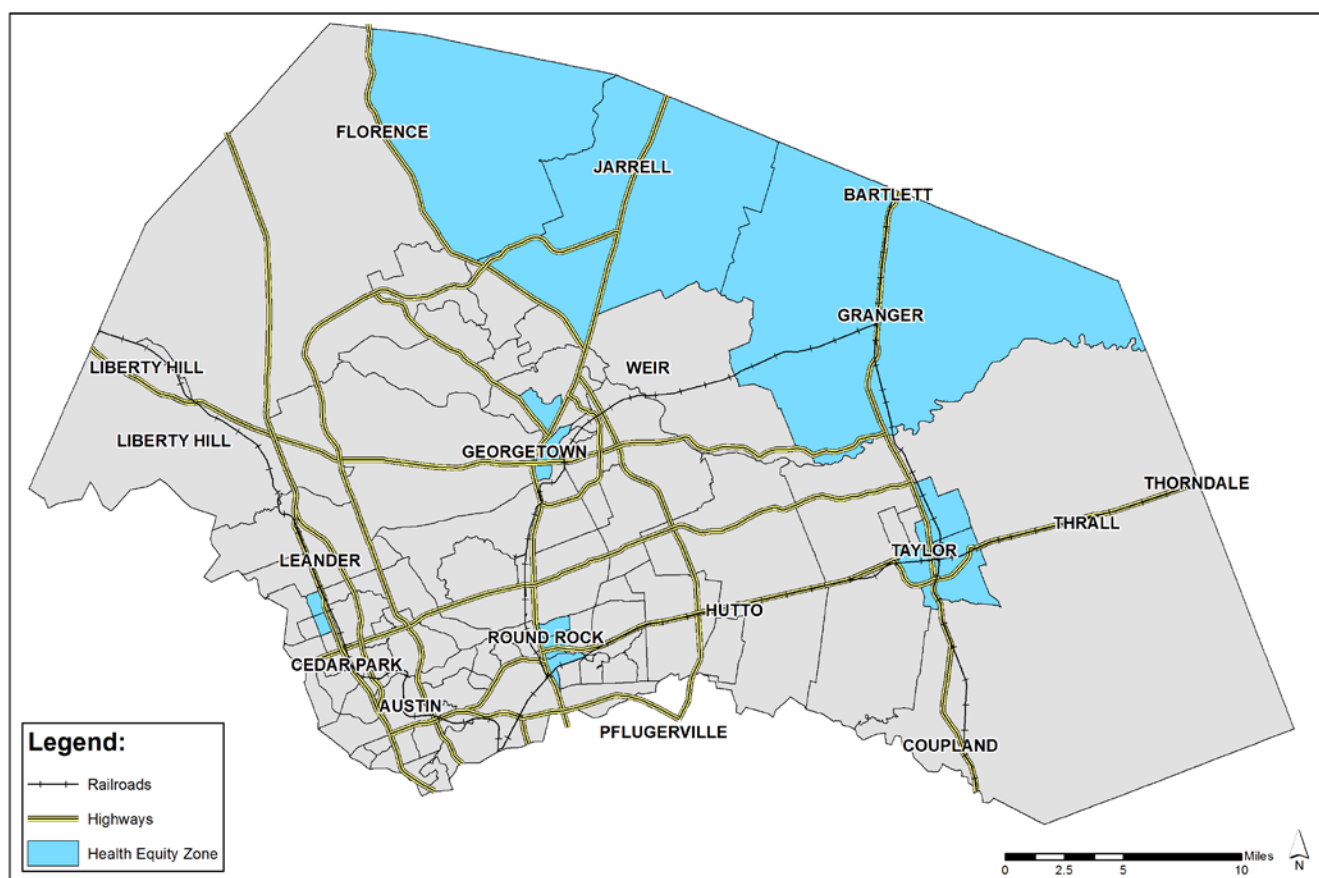 FLORENCE
JARRELL
BARTLETT
GRANGER
LIBERTY HILL
WEIR
LIBERTY HILL
GEORGETOWN
THORNDALE
THRALL
TAYLOR
LEANDER
HUTTO
ROUND ROCK
CEDAR PARK
AUSTIN
PFLUGERVILLE
COUPLAND
Legend:
Railroads
Highways
Health Equity Zone
Miles
0 2.5 5 10
N